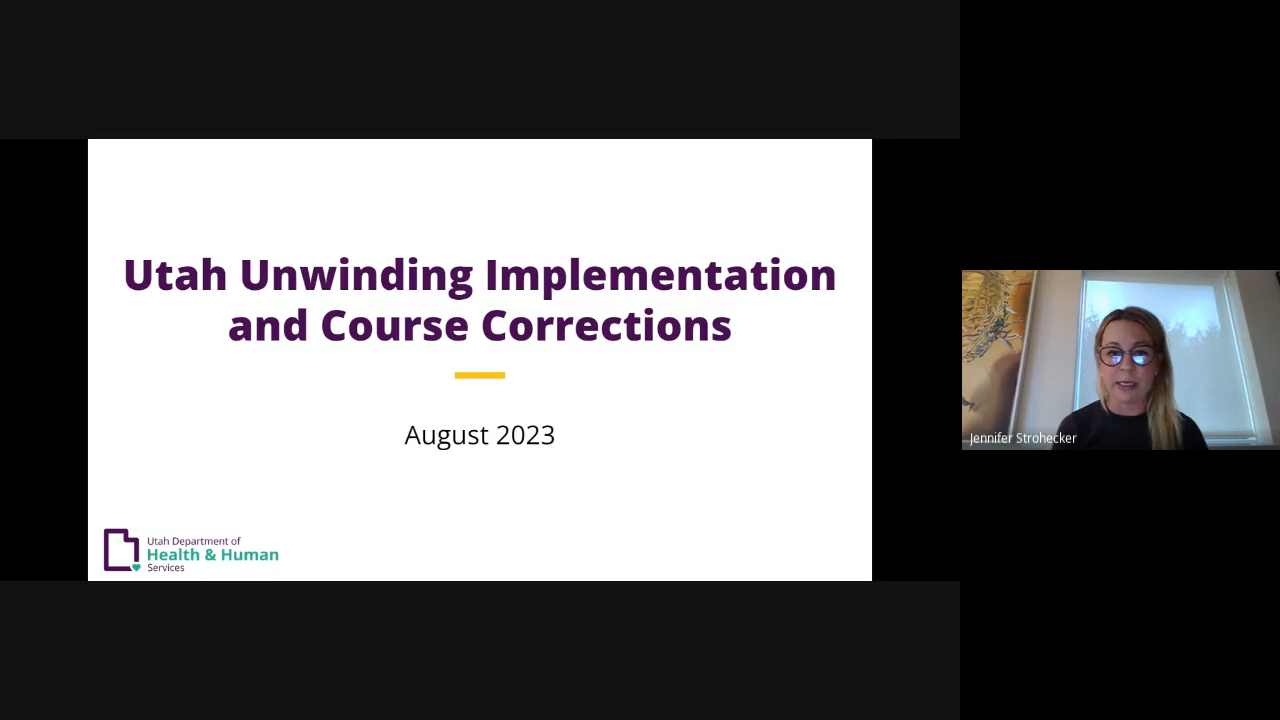 Utah Unwinding Implementation
and Course Corrections
August 2023
Utah Department of
Health & Human
Services
Jennifer Strohecker